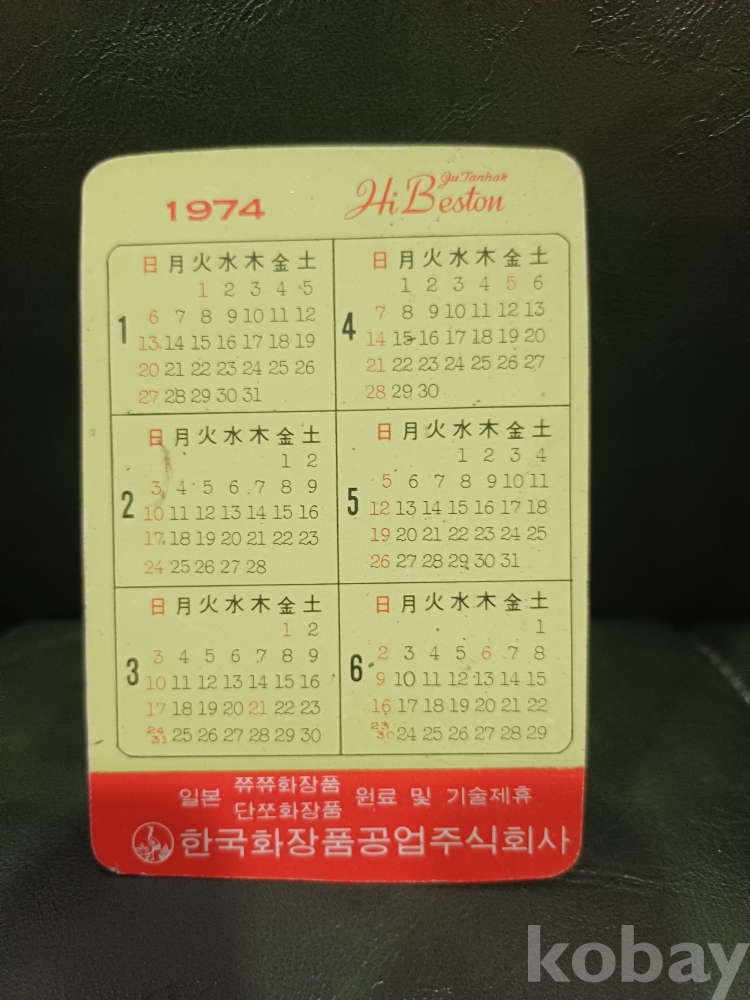 1974
Hi Beston
Ju Tanhak
日 月 火 水 木 金 土
1 2 3 4 5
6 7 8 9 10 11 12
1
13 14 15 16 17 18 19
20 21 22 23 24 25 26
27 28 29 30 31
日 月 火 水 木 金 土
1 2
3 4 5 6 7 8 9
2
10 11 12 13 14 15 16
17 18 19 20 21 22 23
24 25 26 27 28
日 月 火 水 木 金 土
1 2
3 4 5 6 7 8 9
3
10 11 12 13 14 15 16
17 18 19 20 21 22 23
24 31 25 26 27 28 29 30
日 月 火 水 木 金 土
1 2 3 4 5 6
7 8 9 10 11 12 13
4
14 15 16 17 18 19 20
21 22 23 24 25 26 27
28 29 30
日 月 火 水 木 金 土
1 2 3 4
5 6 7 8 9 10 11
5
12 13 14 15 16 17 18
19 20 21 22 23 24 25
26 27 28 29 30 31
日 月 火 水 木 金 土
1
2 3 4 5 6 7 8
6
9 10 11 12 13 14 15
16 17 18 19 20 21 22
23 30 24 25 26 27 28 29
일본 쮸쮸화장품 단쪼화장품 원료 및 기술제휴
한국화장품공업주식회사
kobay